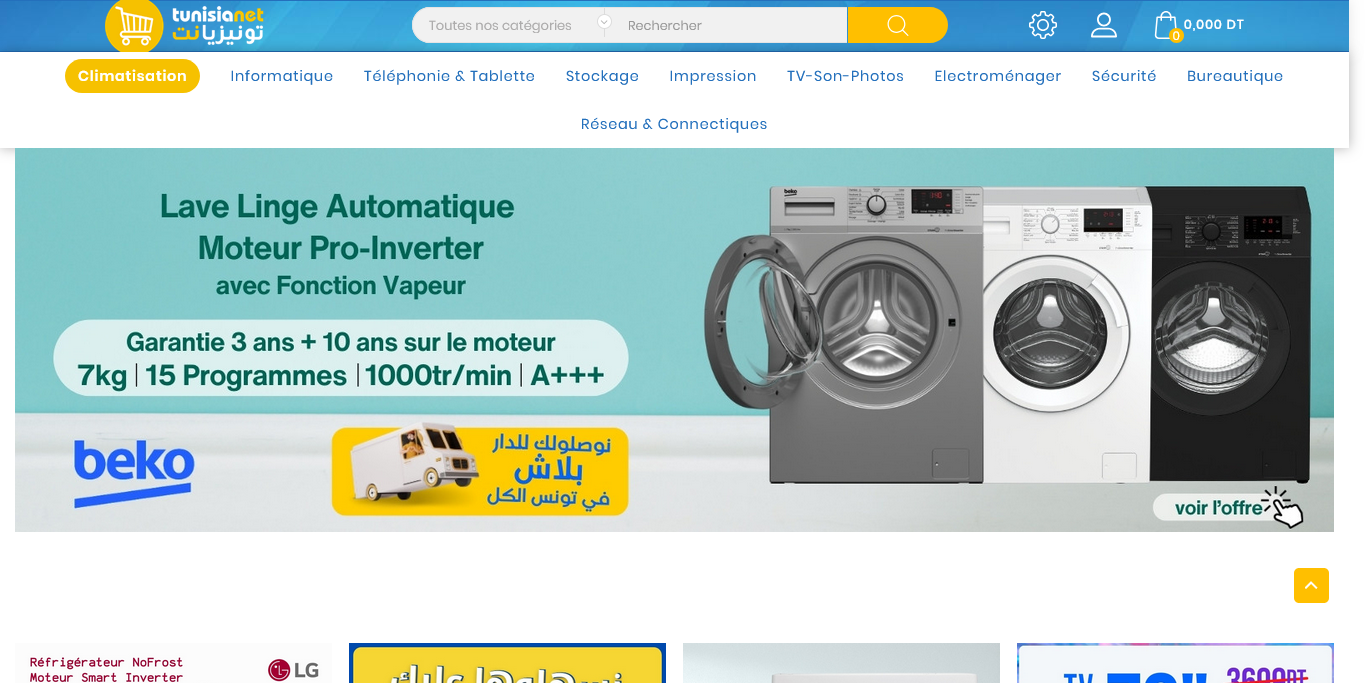 tunisianet
تونيزيانت
Toutes nos catégories
Rechercher
0
0,000 DT
Climatisation
Informatique
Téléphonie & Tablette
Stockage
Impression
TV-Son-Photos
Electroménager
Sécurité
Bureautique
Réseau & Connectiques
Lave Linge Automatique
Moteur Pro-Inverter
avec Fonction Vapeur
Garantie 3 ans + 10 ans sur le moteur
7kg | 15 Programmes | 1000tr/min | A+++
beko
نوصلولك للدار
بلاش
في تونس الكل
beko
voir l'offre
Réfrigérateur NoFrost
Moteur Smart Inverter
LG
TV
3699DT